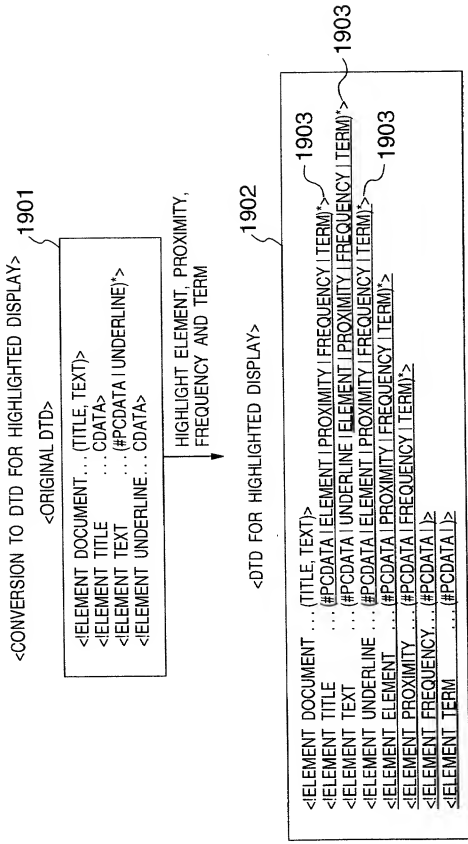 <CONVERSION TO DTD FOR HIGHLIGHTED DISPLAY>
<ORIGINAL DTD>
1901
<!ELEMENT DOCUMENT....(TITLE, TEXT)>
<!ELEMENT TITLE ....CDATA>
<!ELEMENT TEXT ....(#PCDATA | UNDERLINE)*>
<!ELEMENT UNDERLINE....CDATA>
HIGHLIGHT ELEMENT, PROXIMITY,
FREQUENCY AND TERM
<DTD FOR HIGHLIGHTED DISPLAY>
1902
<!ELEMENT DOCUMENT ....(TITLE, TEXT)>
<!ELEMENT TITLE ....(#PCDATA | ELEMENT | PROXIMITY | FREQUENCY | TERM)*> 1903
<!ELEMENT TEXT ....(#PCDATA | UNDERLINE | ELEMENT | PROXIMITY | FREQUENCY | TERM)*> 1903
<!ELEMENT UNDERLINE ....(#PCDATA | ELEMENT | PROXIMITY | FREQUENCY | TERM)*> 1903
<!ELEMENT ELEMENT ....(#PCDATA | PROXIMITY | FREQUENCY | TERM)*>
<!ELEMENT PROXIMITY ....(#PCDATA | FREQUENCY | TERM)*>
<!ELEMENT FREQUENCY....(#PCDATA | )>
<!ELEMENT TERM ....(#PCDATA | )>